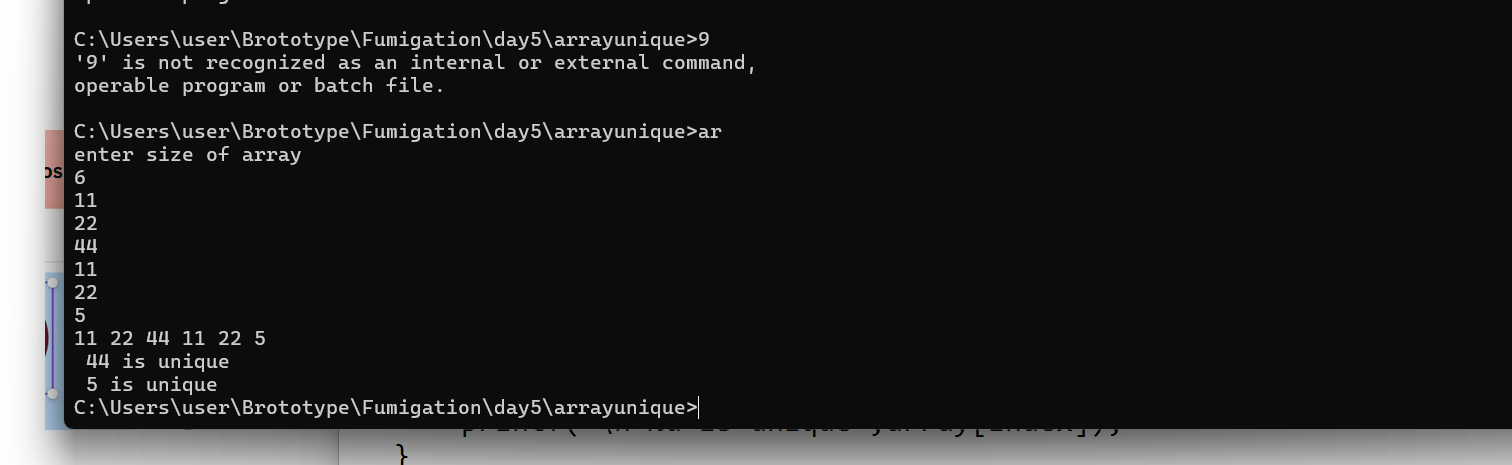 C:\Users\user\Brototype\Fumigation\day5\arrayunique>9
'9' is not recognized as an internal or external command,
operable program or batch file.
C:\Users\user\Brototype\Fumigation\day5\arrayunique>ar
enter size of array
6
11
22
44
11
22
5
11 22 44 11 22 5
44 is unique
5 is unique
C:\Users\user\Brototype\Fumigation\day5\arrayunique>
os
}